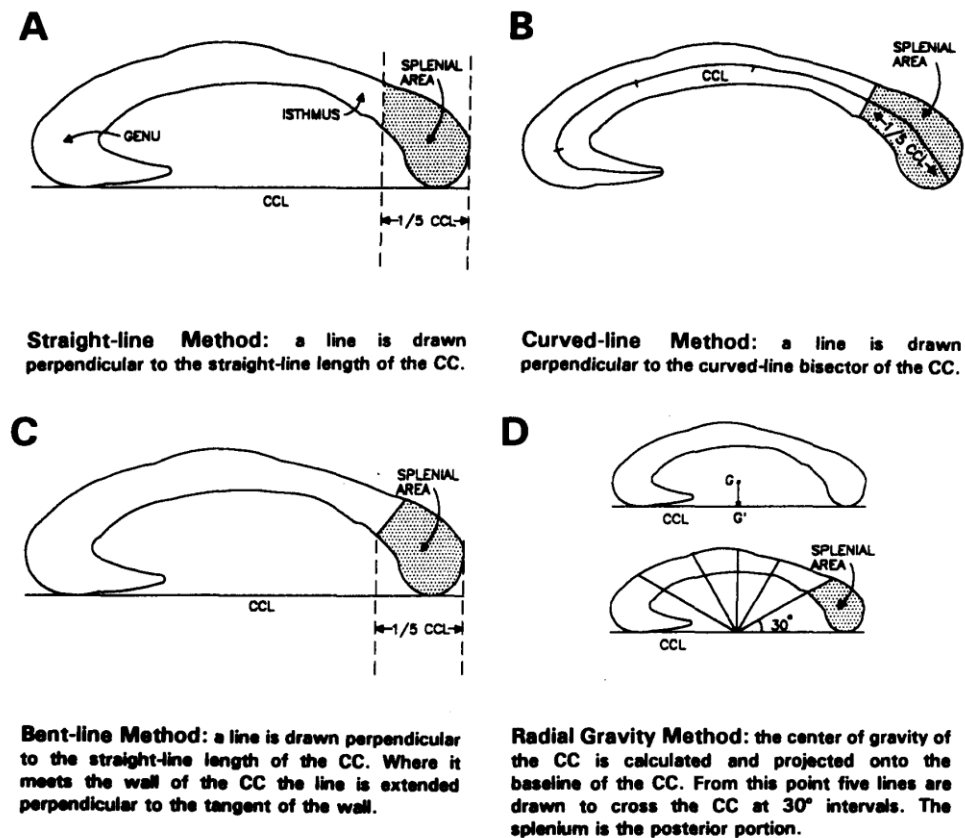 A
SPLENIAL
AREA
ISTHMUS
GENU
CCL
1/5 CCL
Straight-line Method: a line is drawn
perpendicular to the straight-line length of the CC.
B
SPLENIAL
AREA
CCL
1/5 CCL
Curved-line Method: a line is drawn
perpendicular to the curved-line bisector of the CC.
C
SPLENIAL
AREA
CCL
1/5 CCL
Bent-line Method: a line is drawn perpendicular
to the straight-line length of the CC. Where it
meets the wall of the CC the line is extended
perpendicular to the tangent of the wall.
D
G
CCL
G'
SPLENIAL
AREA
30°
CCL
Radial Gravity Method: the center of gravity of
the CC is calculated and projected onto the
baseline of the CC. From this point five lines are
drawn to cross the CC at 30° intervals. The
splenium is the posterior portion.